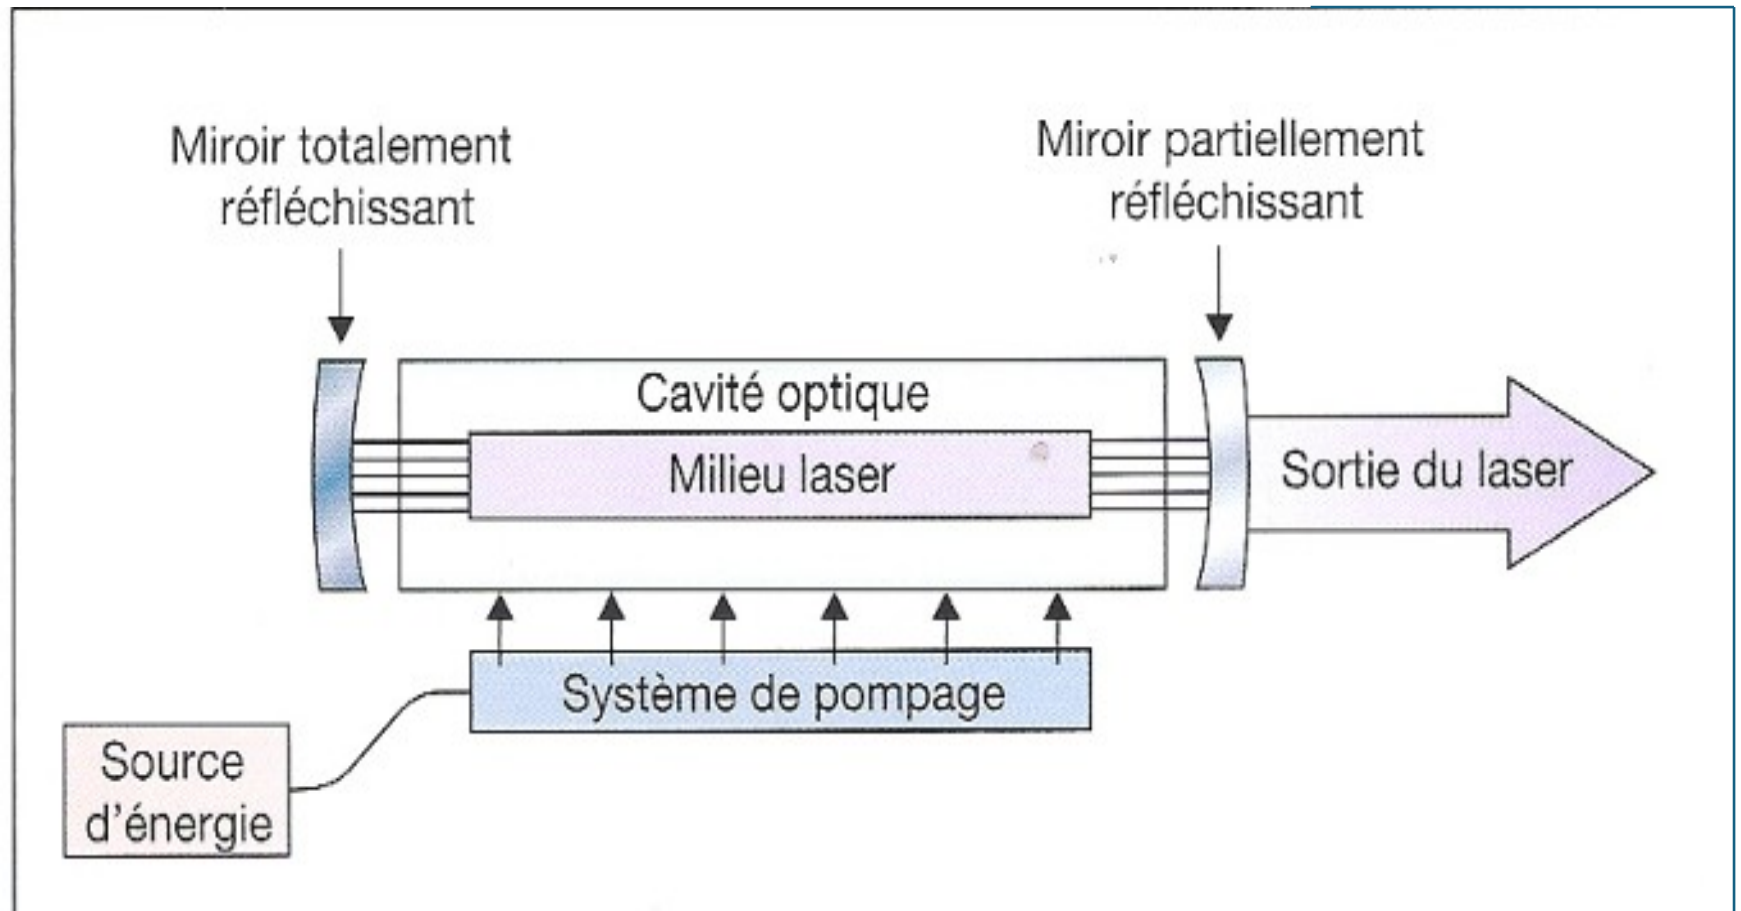 Miroir totalement
réfléchissant
Miroir partiellement
réfléchissant
Cavité optique
Milieu laser
Sortie du laser
Système de pompage
Source
d'énergie